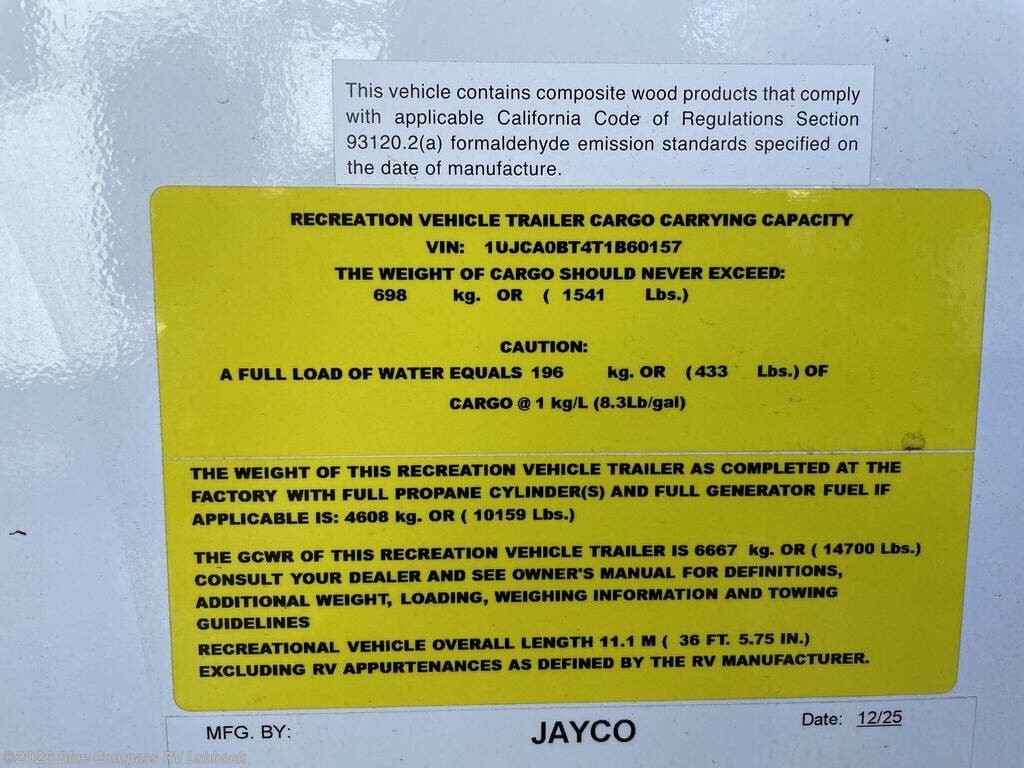 This vehicle contains composite wood products that comply
with applicable California Code of Regulations Section
93120.2(a) formaldehyde emission standards specified on
the date of manufacture.
RECREATION VEHICLE TRAILER CARGO CARRYING CAPACITY
VIN: 1UJCA0BT4T1B60157
THE WEIGHT OF CARGO SHOULD NEVER EXCEED:
698 kg. OR ( 1541 Lbs.)
CAUTION:
A FULL LOAD OF WATER EQUALS 196 kg. OR (433 Lbs.) OF
CARGO @ 1 kg/L (8.3Lb/gal)
THE WEIGHT OF THIS RECREATION VEHICLE TRAILER AS COMPLETED AT THE
FACTORY WITH FULL PROPANE CYLINDER(S) AND FULL GENERATOR FUEL IF
APPLICABLE IS: 4608 kg. OR ( 10159 Lbs.)
THE GCWR OF THIS RECREATION VEHICLE TRAILER IS 6667 kg. OR ( 14700 Lbs.)
CONSULT YOUR DEALER AND SEE OWNER'S MANUAL FOR DEFINITIONS,
ADDITIONAL WEIGHT, LOADING, WEIGHING INFORMATION AND TOWING
GUIDELINES
RECREATIONAL VEHICLE OVERALL LENGTH 11.1 M ( 36 FT. 5.75 IN.)
EXCLUDING RV APPURTENANCES AS DEFINED BY THE RV MANUFACTURER.
MFG. BY: JAYCO Date: 12/25
©2026 Blue Compass RV Lubbock